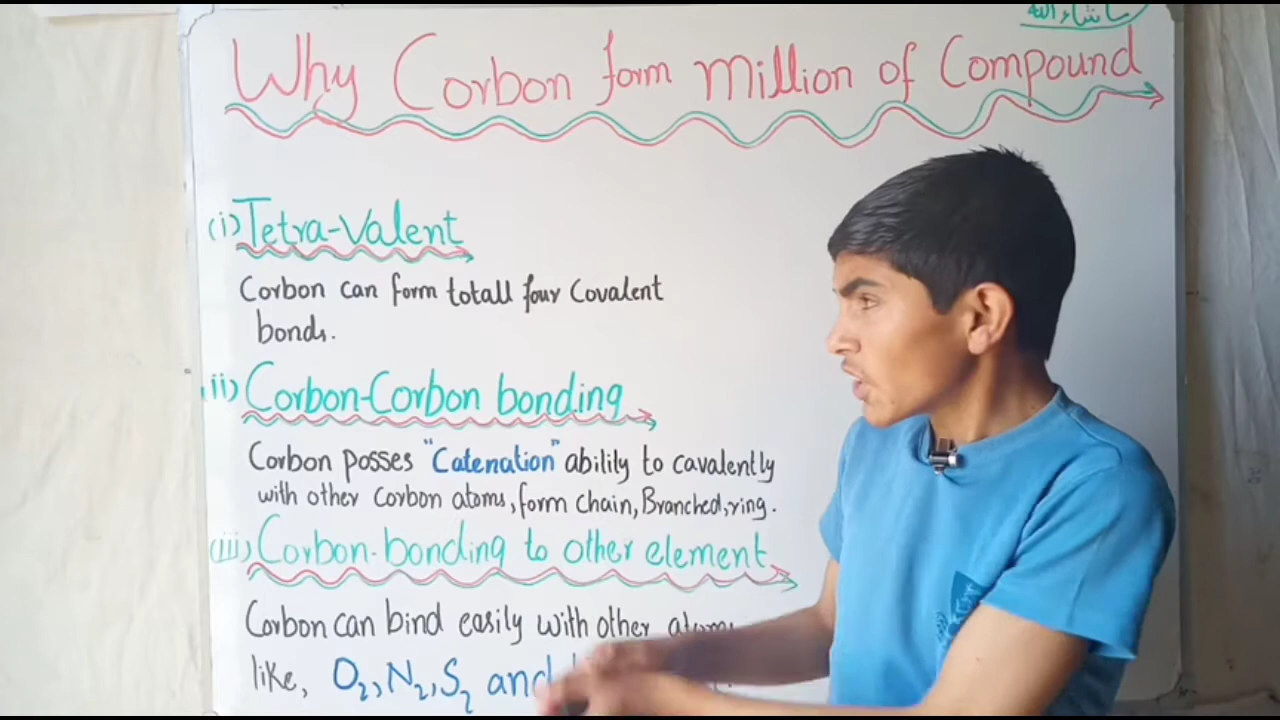 ماشاءالله
Why Corbon form Million of Compound
(i) Tetra-Valent
Corbon can form totall four Covalent
bonds.
ii) Corbon-Corbon bonding
Corbon posses "Catenation" ability to cavalently
with other Corbon atoms, form chain, Branched, ring.
(iii) Corbon-bonding to other element
Corbon can bind easily with other atoms
like, O2, N2, S2 and